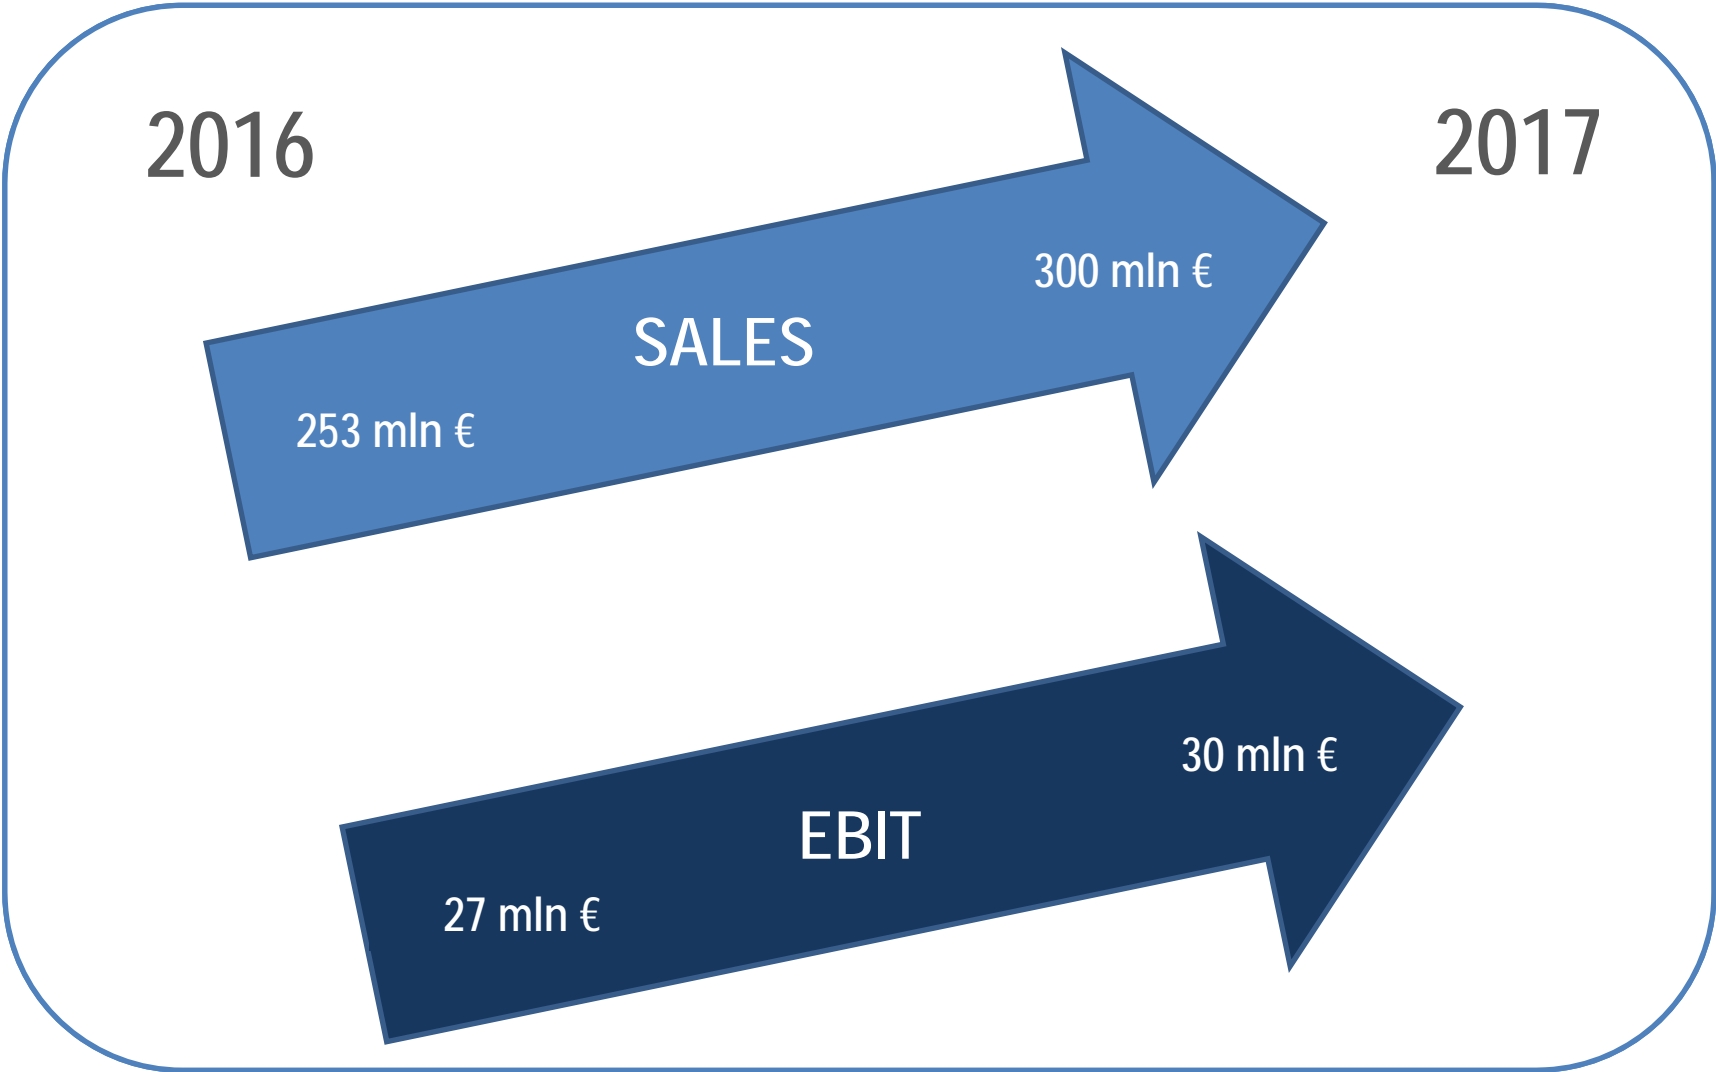 2016
2017
300 mln €
SALES
253 mln €
30 mln €
EBIT
27 mln €